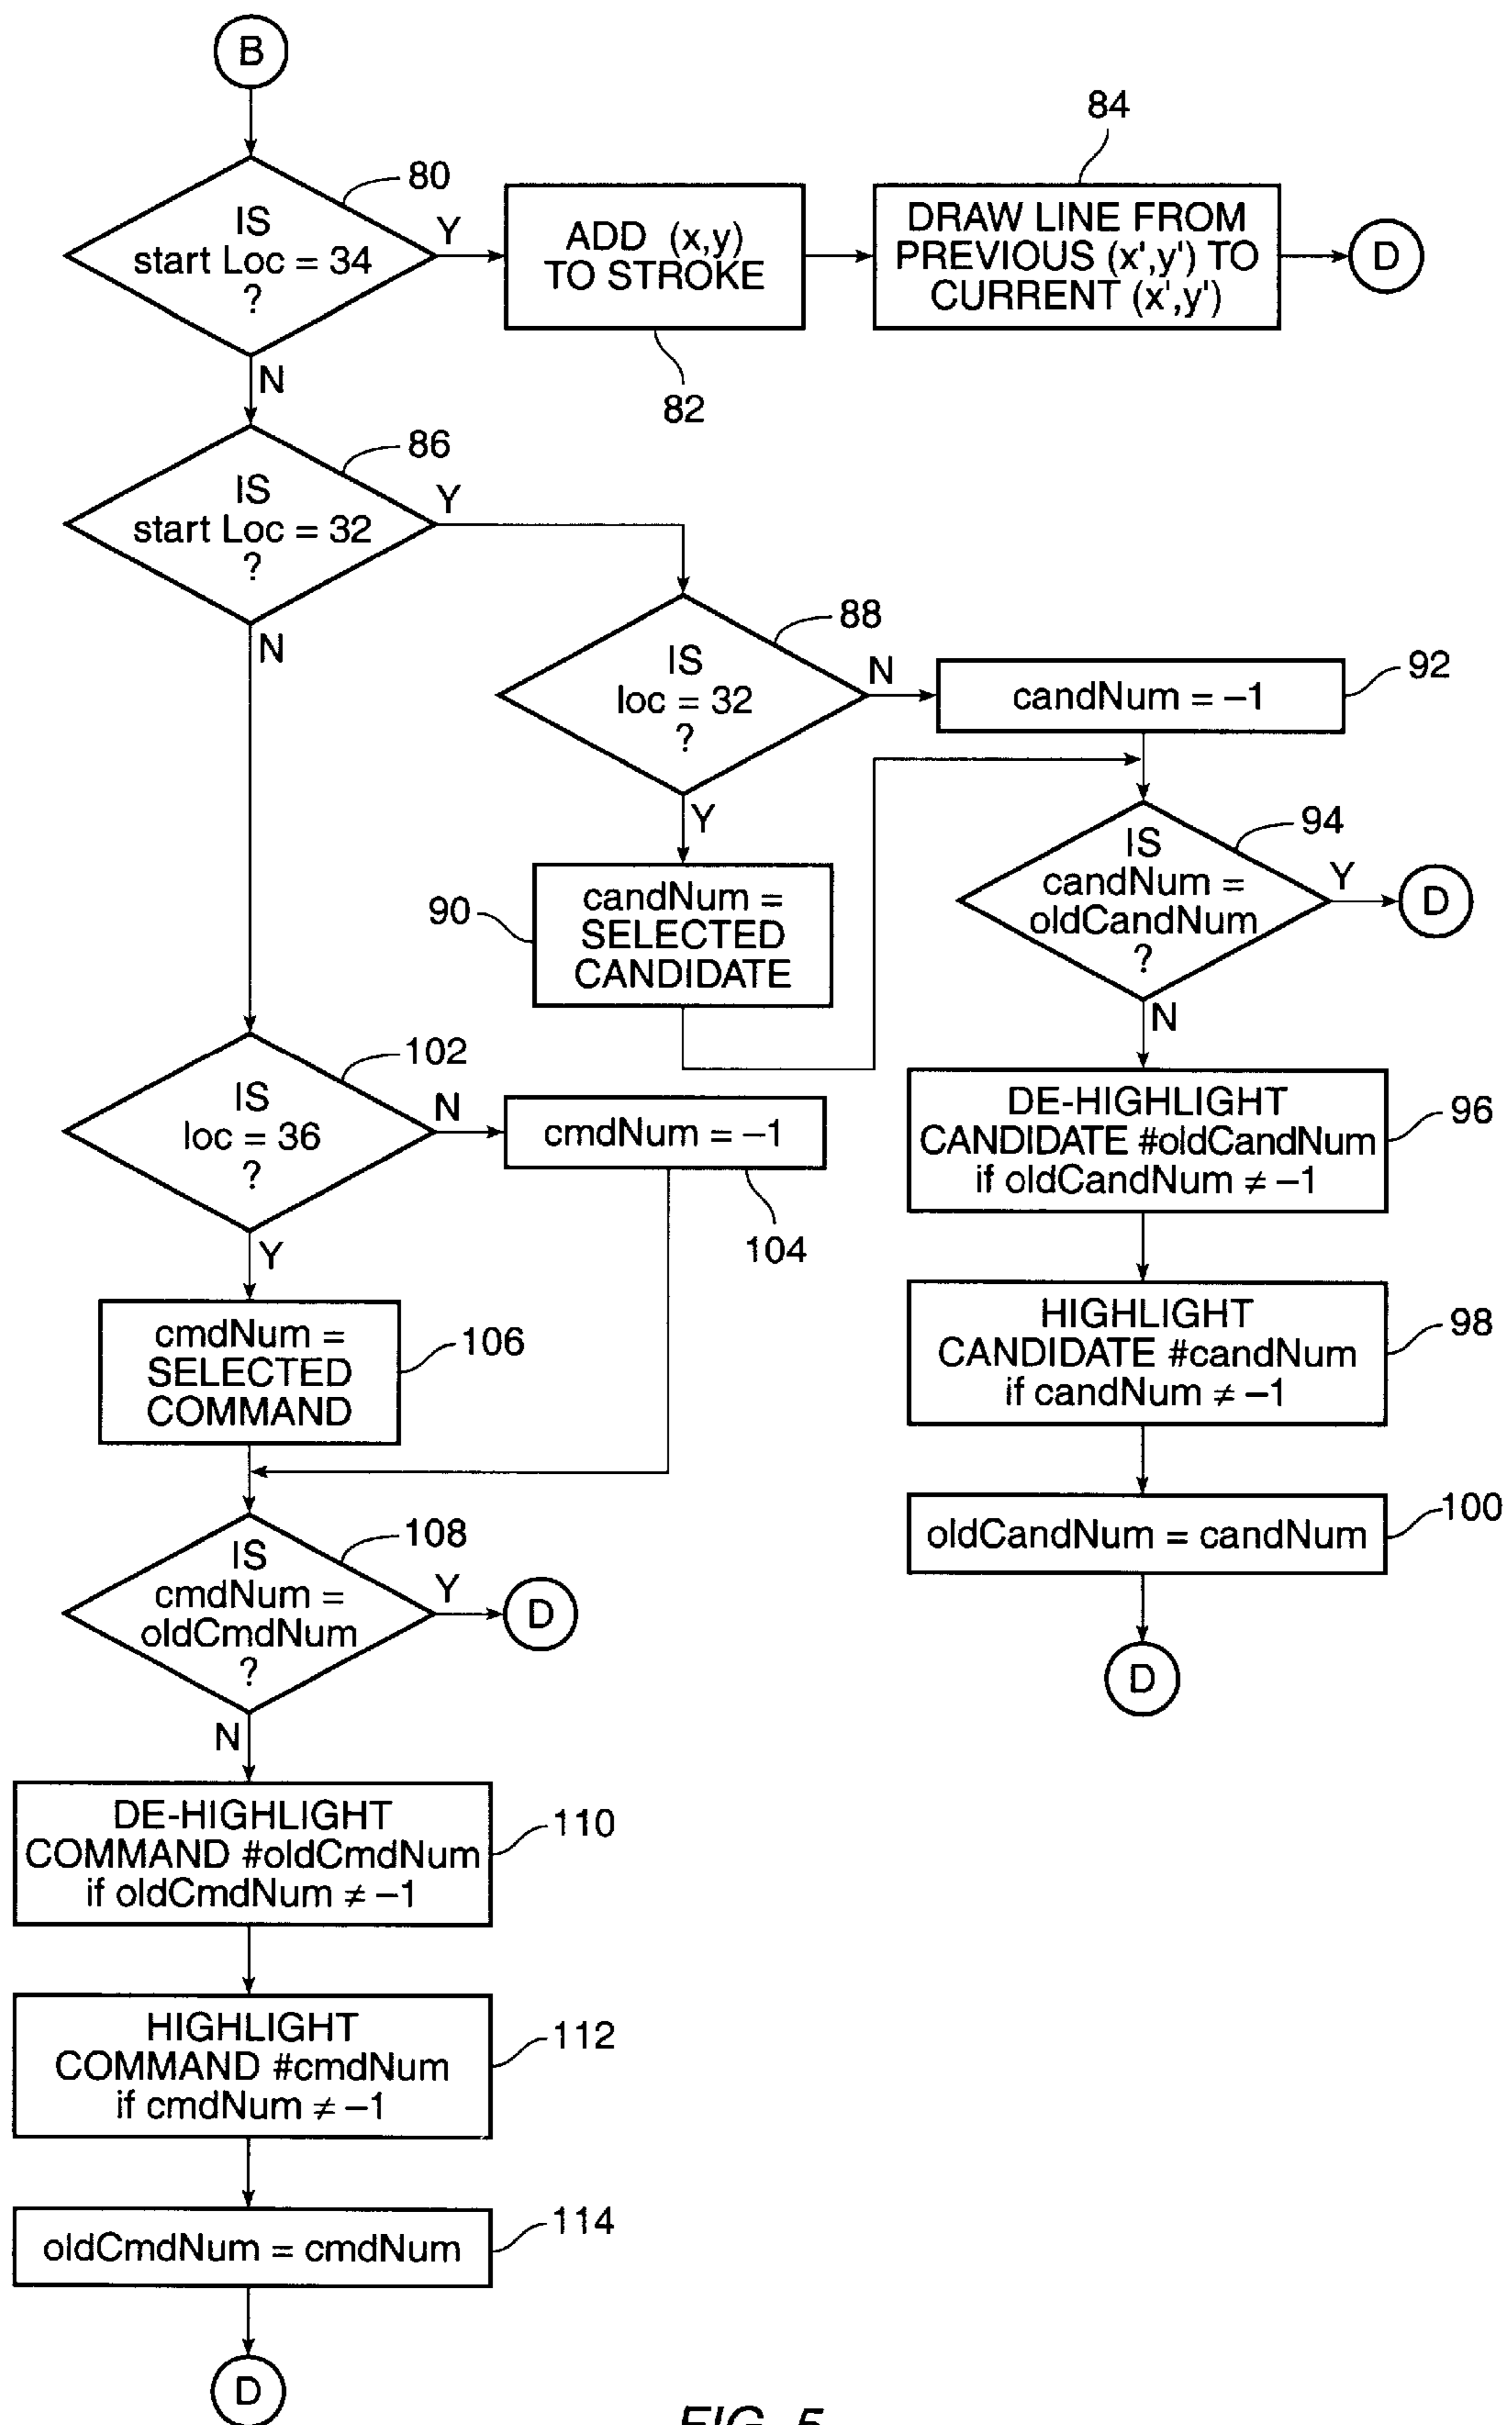 B
80
IS
start Loc = 34
?
Y
N
ADD (x,y)
TO STROKE
82
84
DRAW LINE FROM
PREVIOUS (x',y') TO
CURRENT (x',y')
D
86
IS
start Loc = 32
?
Y
N
88
IS
loc = 32
?
N
Y
candNum = –1
92
90
candNum =
SELECTED
CANDIDATE
94
IS
candNum =
oldCandNum
?
Y
D
N
DE-HIGHLIGHT
CANDIDATE #oldCandNum
if oldCandNum ≠ –1
96
HIGHLIGHT
CANDIDATE #candNum
if candNum ≠ –1
98
oldCandNum = candNum
100
D
102
IS
loc = 36
?
N
Y
cmdNum = –1
104
cmdNum =
SELECTED
COMMAND
106
108
IS
cmdNum =
oldCmdNum
?
Y
D
N
DE-HIGHLIGHT
COMMAND #oldCmdNum
if oldCmdNum ≠ –1
110
HIGHLIGHT
COMMAND #cmdNum
if cmdNum ≠ –1
112
oldCmdNum = cmdNum
114
D
FIG. 5